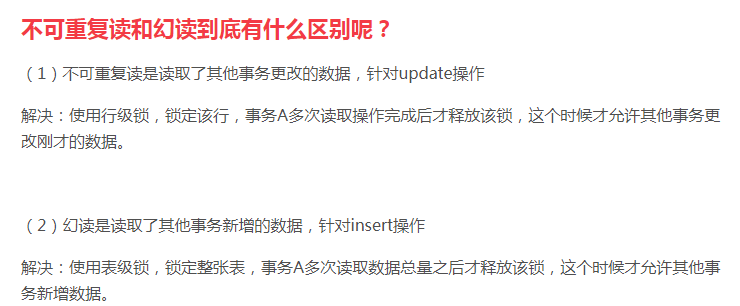 不可重复读和幻读到底有什么区别呢？
（1）不可重复读是读取了其他事务更改的数据，针对update操作
解决：使用行级锁，锁定该行，事务A多次读取操作完成后才释放该锁，这个时候才允许其他事务更
改刚才的数据。
（2）幻读是读取了其他事务新增的数据，针对insert操作
解决：使用表级锁，锁定整张表，事务A多次读取数据总量之后才释放该锁，这个时候才允许其他事
务新增数据。